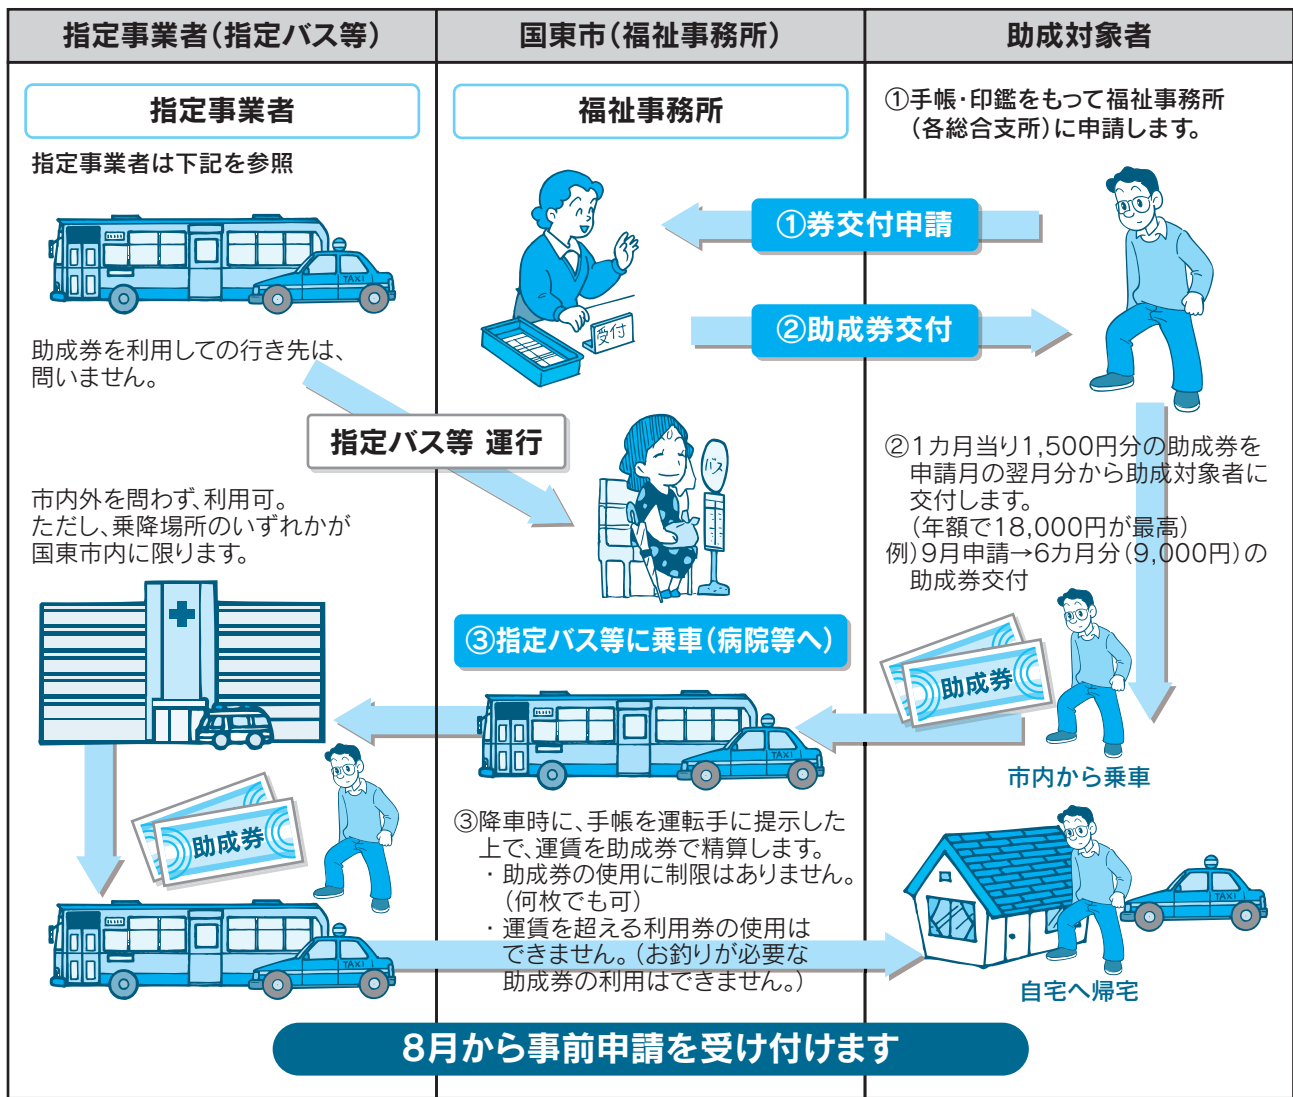 指定事業者（指定バス等）
国東市（福祉事務所）
助成対象者
指定事業者
指定事業者は下記を参照
TAXI
助成券を利用しての行き先は、
問いません。
指定バス等 運行
市内外を問わず、利用可。
ただし、乗降場所のいずれかが
国東市内に限ります。
助成券
TAXI
福祉事務所
受付
①券交付申請
②助成券交付
バス
③指定バス等に乗車（病院等へ）
TAXI
③降車時に、手帳を運転手に提示した
上で、運賃を助成券で精算します。
・助成券の使用に制限はありません。
（何枚でも可）
・運賃を超える利用券の使用は
できません。（お釣りが必要な
助成券の利用はできません。）
①手帳・印鑑をもって福祉事務所
（各総合支所）に申請します。
②1カ月当り1,500円分の助成券を
申請月の翌月分から助成対象者に
交付します。
（年額で18,000円が最高）
例）9月申請→6カ月分（9,000円）の
助成券交付
助成券
市内から乗車
TAXI
自宅へ帰宅
8月から事前申請を受け付けます